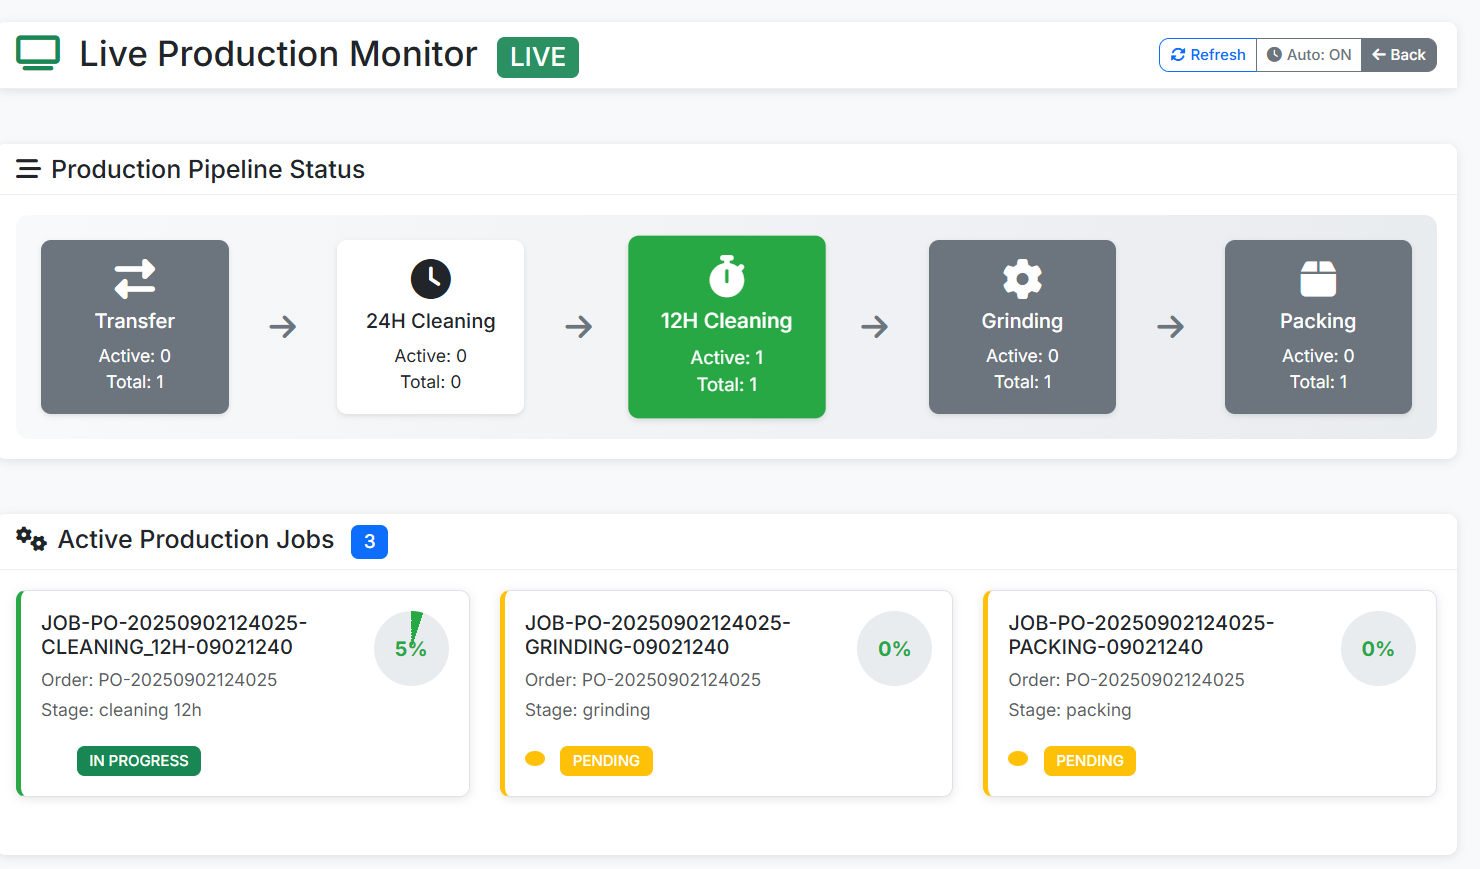 Live Production Monitor LIVE
Refresh Auto: ON Back
Production Pipeline Status
Transfer
Active: 0
Total: 1
24H Cleaning
Active: 0
Total: 0
12H Cleaning
Active: 1
Total: 1
Grinding
Active: 0
Total: 1
Packing
Active: 0
Total: 1
Active Production Jobs 3
JOB-PO-20250902124025-
CLEANING_12H-09021240
5%
Order: PO-20250902124025
Stage: cleaning 12h
IN PROGRESS
JOB-PO-20250902124025-
GRINDING-09021240
0%
Order: PO-20250902124025
Stage: grinding
PENDING
JOB-PO-20250902124025-
PACKING-09021240
0%
Order: PO-20250902124025
Stage: packing
PENDING